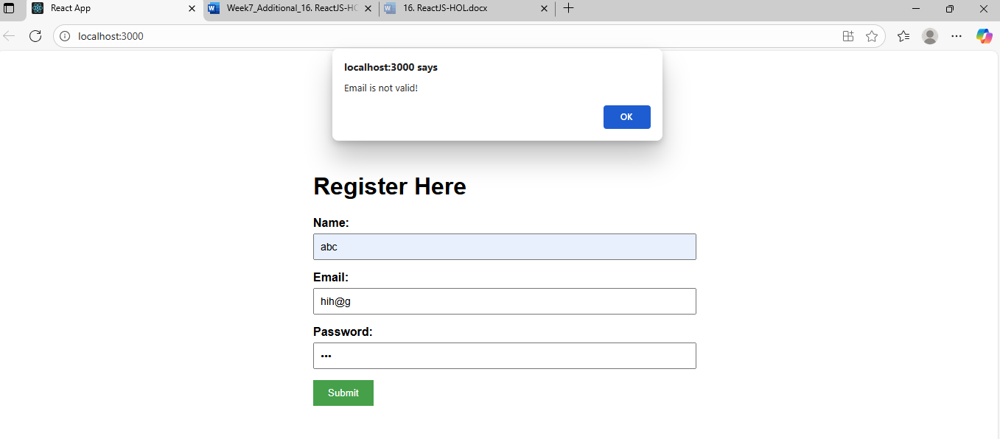 React App
Week7_Additional_16. ReactJS-HO
16. ReactJS-HOL.docx
localhost:3000
localhost:3000 says
Email is not valid!
OK
Register Here
Name:
abc
Email:
hih@g
Password:
•••
Submit